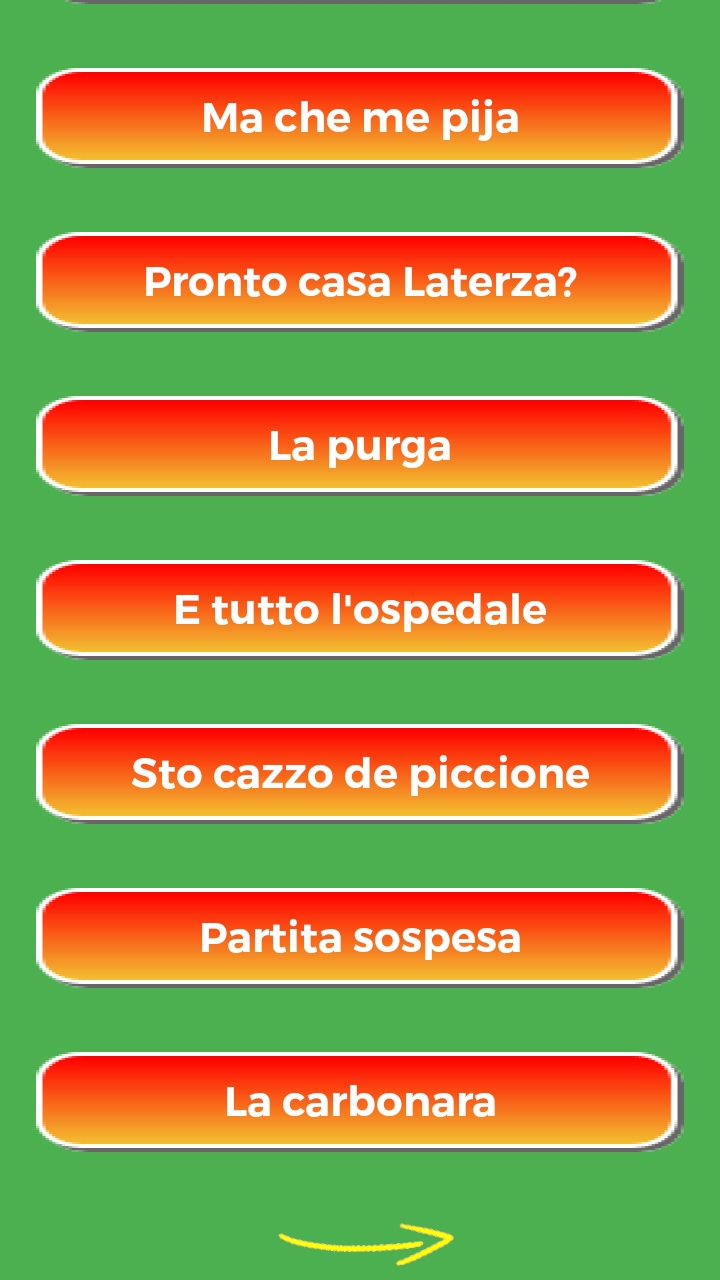 Ma che me pija
Pronto casa Laterza?
La purga
E tutto l'ospedale
Sto cazzo de piccione
Partita sospesa
La carbonara